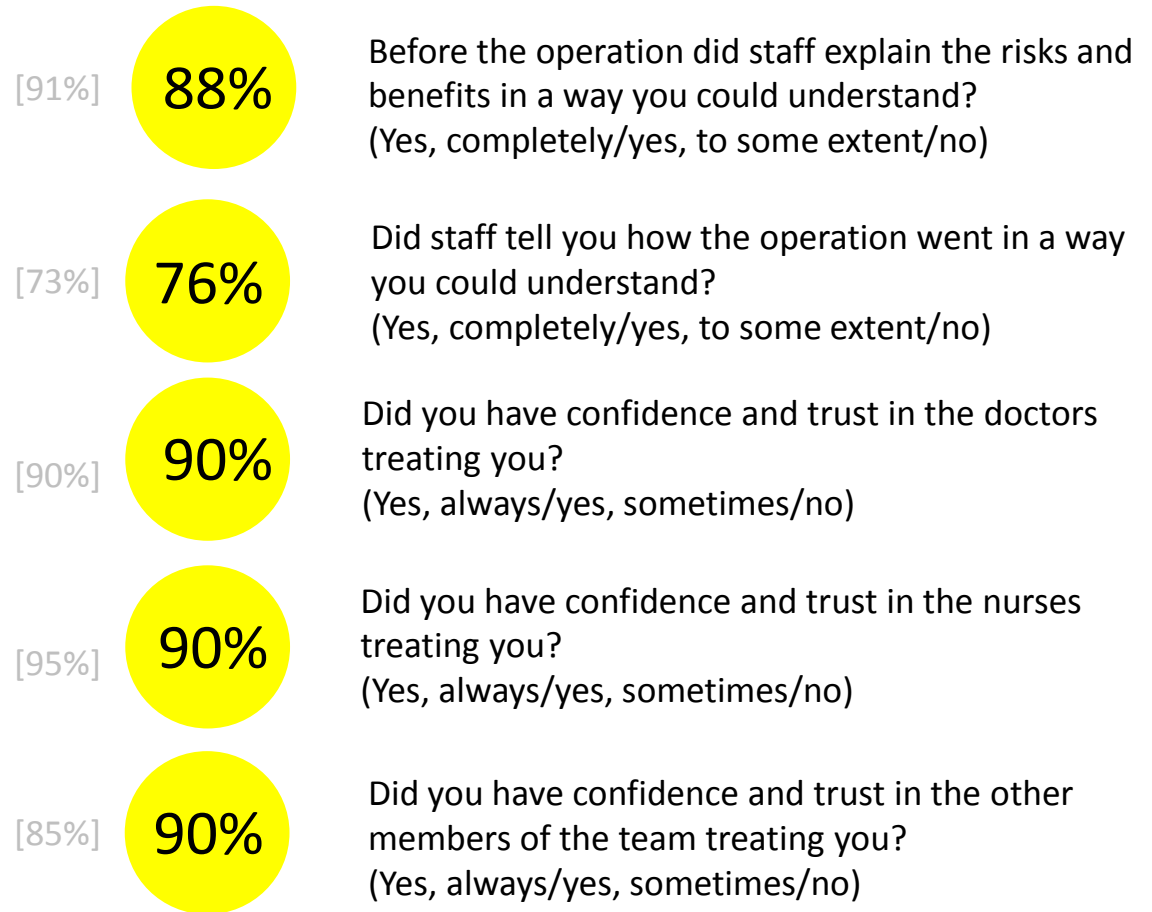 [91%]
88%
Before the operation did staff explain the risks and
benefits in a way you could understand?
(Yes, completely/yes, to some extent/no)
[73%]
76%
Did staff tell you how the operation went in a way
you could understand?
(Yes, completely/yes, to some extent/no)
[90%]
90%
Did you have confidence and trust in the doctors
treating you?
(Yes, always/yes, sometimes/no)
[95%]
90%
Did you have confidence and trust in the nurses
treating you?
(Yes, always/yes, sometimes/no)
[85%]
90%
Did you have confidence and trust in the other
members of the team treating you?
(Yes, always/yes, sometimes/no)